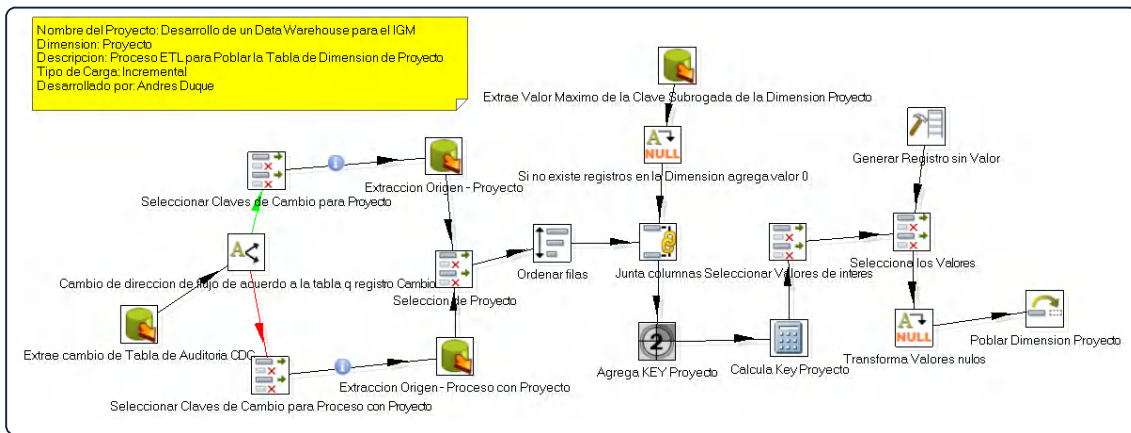 Nombre del Proyecto: Desarrollo de un Data Warehouse para el IGM
Dimension: Proyecto
Descripcion: Proceso ETL para Poblar la Tabla de Dimension de Proyecto
Tipo de Carga: Incremental
Desarrollado por: Andres Duque
Extrae Valor Maximo de la Clave Subrogada de la Dimension Proyecto
A
NULL
Generar Registro sin Valor
Si no existe registros en la Dimension agrega valor 0
Extraccion Origen - Proyecto
Seleccionar Claves de Cambio para Proyecto
A
Cambio de direccion de flujo de acuerdo a la tabla q registro Cambio
Seleccion de Proyecto
Ordenar filas
Junta columnas
Seleccionar Valores de interes
Selecciona los Valores
Extrae cambio de Tabla de Auditoria CDC
2
Agrega KEY Proyecto
Calcula Key Proyecto
A
NULL
Transforma Valores nulos
Poblar Dimension Proyecto
Extraccion Origen - Proceso con Proyecto
Seleccionar Claves de Cambio para Proceso con Proyecto